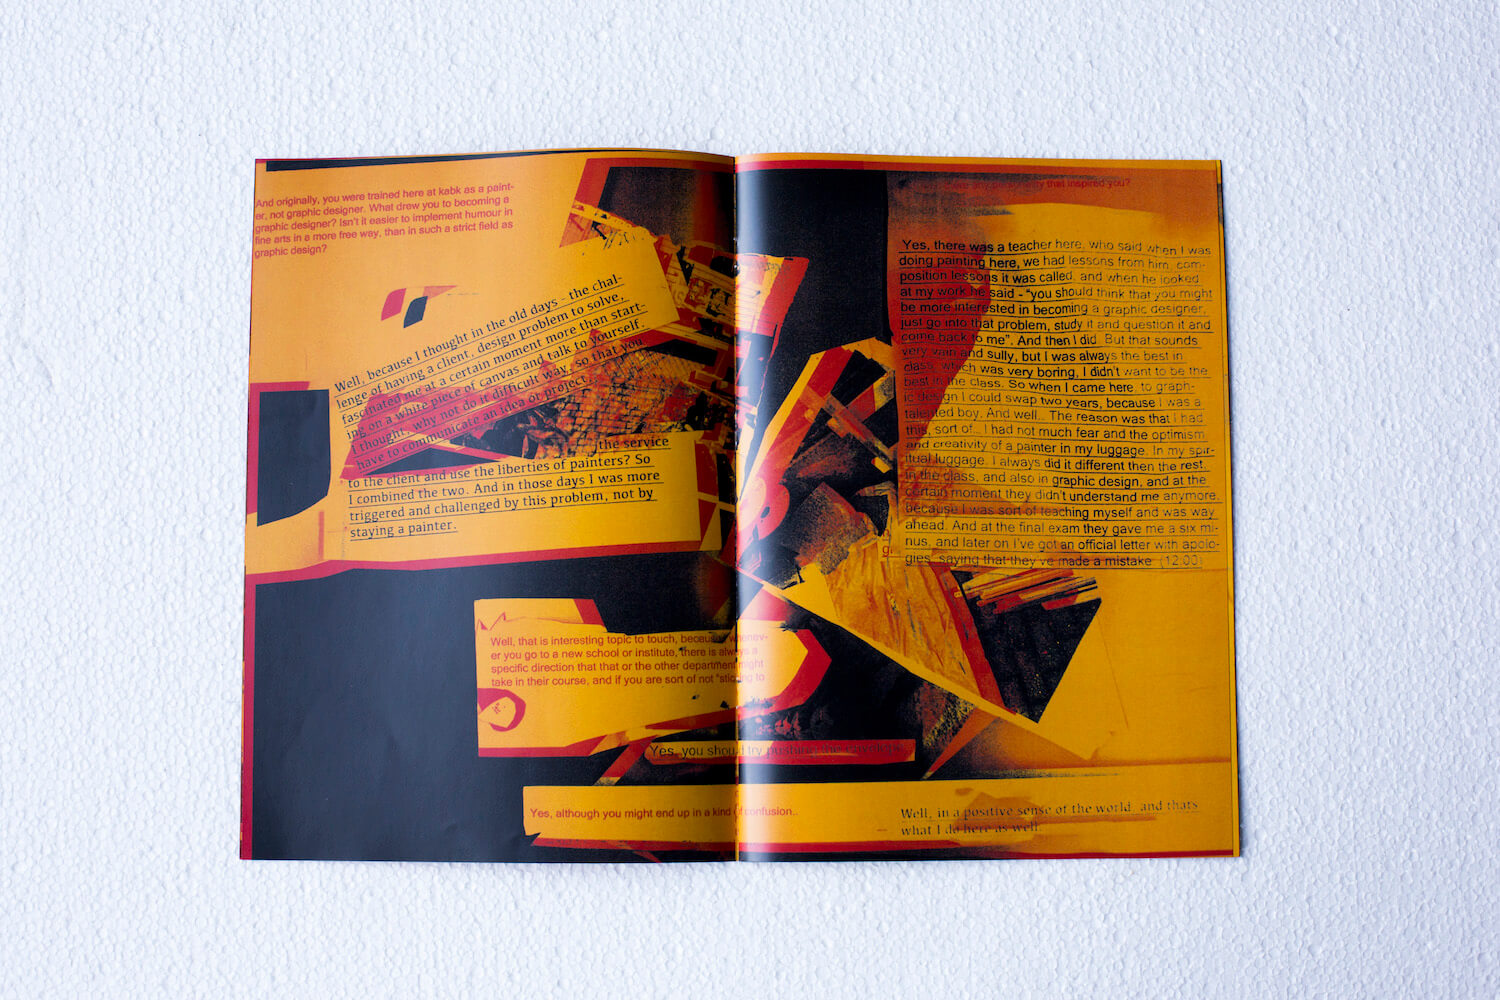 And originally, you were trained here at kabk as a paint-
er, not graphic designer. What drew you to becoming a
graphic designer? Isn't it easier to implement humour in
fine arts in a more free way, than in such a strict field as
graphic design?
Well, because I thought in the old days - the chal-
lenge of having a client, design problem to solve,
fascinated me at a certain moment more than start-
ing on a white piece of canvas and talk to yourself.
I thought, why not do it difficult way, so that you
have to communicate an idea or project
the service
to the client and use the liberties of painters? So
I combined the two. And in those days I was more
triggered and challenged by this problem, not by
staying a painter.
Well, that is interesting topic to touch, because whenev-
er you go to a new school or institute, there is always a
specific direction that that or the other department might
take in their course, and if you are sort of not "sticking to
it".
Yes, you should try
Yes, although you might end up in a kind of confusion..
any that inspired you?
Yes, there was a teacher here, who said when I was
doing painting here, we had lessons from him, com-
position lessons it was called, and when he looked
at my work he said - "you should think that you might
be more interested in becoming a graphic designer,
just go into that problem, study it and question it and
come back to me". And then I did. But that sounds
very vain and sully, but I was always the best in
class, which was very boring, I didn't want to be the
best in the class. So when I came here, to graph-
ic design I could swap two years, because I was a
talented boy. And well.. The reason was that I had
this, sort of.. I had not much fear and the optimism
and creativity of a painter in my luggage. In my spir-
itual luggage. I always did it different then the rest
in the class, and also in graphic design, and at the
certain moment they didn't understand me anymore,
because I was sort of teaching myself and was way
ahead. And at the final exam they gave me a six mi-
nus, and later on I've got an official letter with apolo-
gies, saying that they've made a mistake. (12:00)
Well, in a positive sense of the world, and thats
what I do here as well.